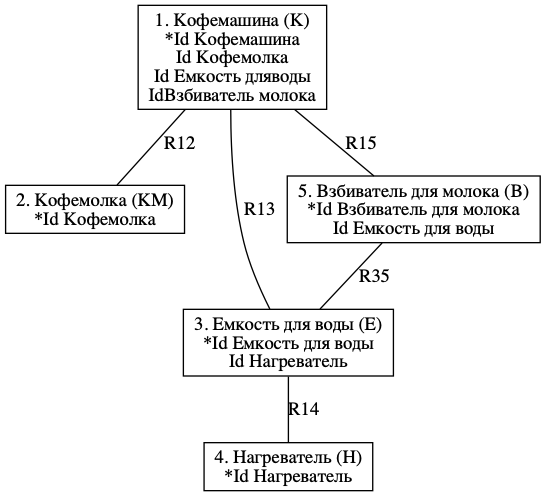 1. Кофемашина (К)
*Id Кофемашина
Id Кофемолка
Id Емкость дляводы
IdВзбиватель молока
R12
R15
2. Кофемолка (КМ)
*Id Кофемолка
R13
5. Взбиватель для молока (В)
*Id Взбиватель для молока
Id Емкость для воды
R35
3. Емкость для воды (Е)
*Id Емкость для воды
Id Нагреватель
R14
4. Нагреватель (Н)
*Id Нагреватель